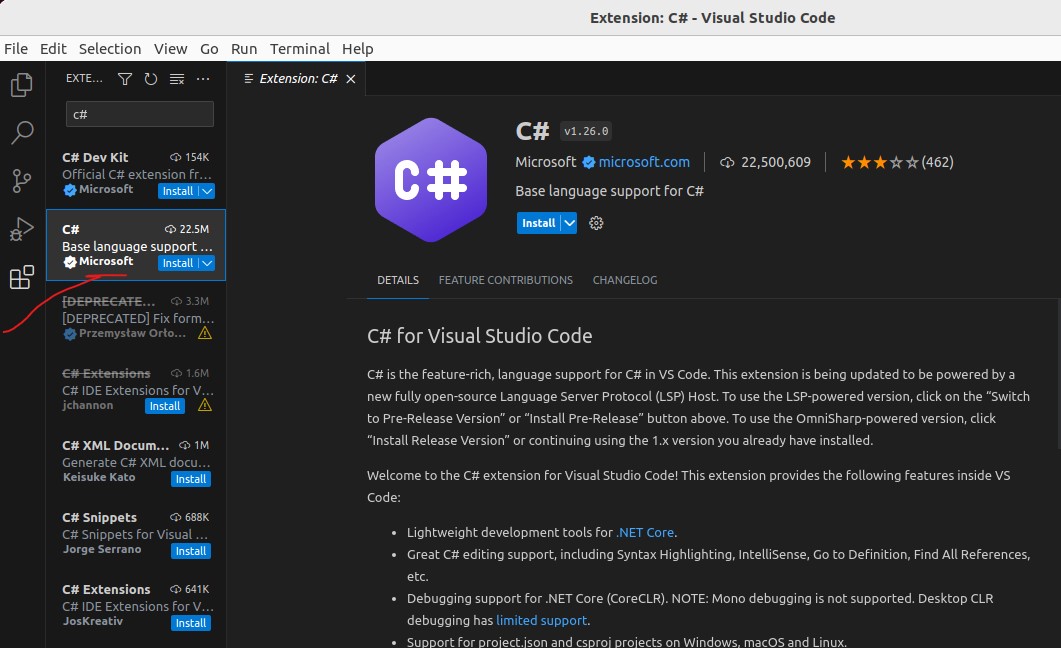 Extension: C# - Visual Studio Code
File Edit Selection View Go Run Terminal Help
EXTE...
Extension: C#
c#
C# Dev Kit 154K
Official C# extension fr...
Microsoft Install
C# 22.5M
Base language support ...
Microsoft Install
[DEPRECATE... 3.3M
[DEPRECATED] Fix form...
Przemysław Orło...
C# Extensions 1.6M
C# IDE Extensions for V...
jchannon Install
C# XML Docum... 1M
Generate C# XML docu...
Keisuke Kato Install
C# Snippets 688K
C# Snippets for Visual ...
Jorge Serrano Install
C# Extensions 641K
C# IDE Extensions for V...
JosKreativ Install
C#
C# v1.26.0
Microsoft microsoft.com 22,500,609 (462)
Base language support for C#
Install
DETAILS FEATURE CONTRIBUTIONS CHANGELOG
C# for Visual Studio Code
C# is the feature-rich, language support for C# in VS Code. This extension is being updated to be powered by a
new fully open-source Language Server Protocol (LSP) Host. To use the LSP-powered version, click on the “Switch
to Pre-Release Version” or “Install Pre-Release” button above. To use the OmniSharp-powered version, click
“Install Release Version” or continuing using the 1.x version you already have installed.
Welcome to the C# extension for Visual Studio Code! This extension provides the following features inside VS
Code:
• Lightweight development tools for .NET Core.
• Great C# editing support, including Syntax Highlighting, IntelliSense, Go to Definition, Find All References,
etc.
• Debugging support for .NET Core (CoreCLR). NOTE: Mono debugging is not supported. Desktop CLR
debugging has limited support.
• Support for project.json and csproj projects on Windows, macOS and Linux.